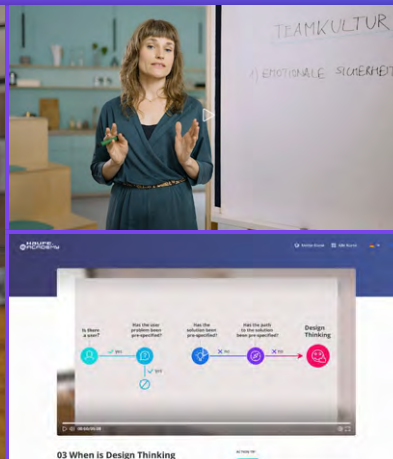 TEAMKULTUR
1) EMOTIONALE SICHERHEIT
HAUFE.
ACADEMY
Is there
a user?
Has the user
problem been
pre-specified?
Has the
solution been
pre-specified?
Has the path
to the solution
been pre-specified?
Design
Thinking
YES
NO
NO
YES
03 When is Design Thinking